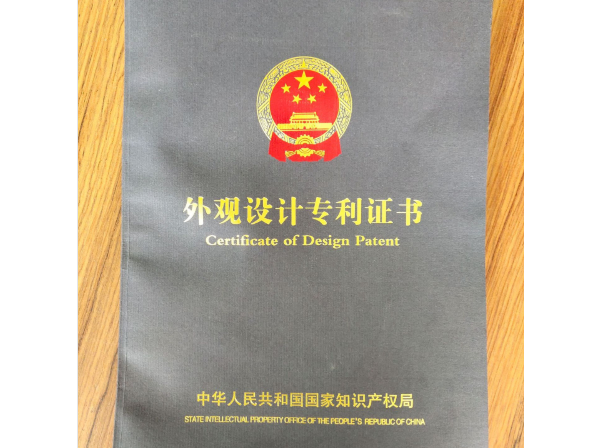 外观设计专利证书
Certificate of Design Patent
中华人民共和国国家知识产权局
STATE INTELLECTUAL PROPERTY OFFICE OF THE PEOPLE"S REPUBLIC OF CHINA